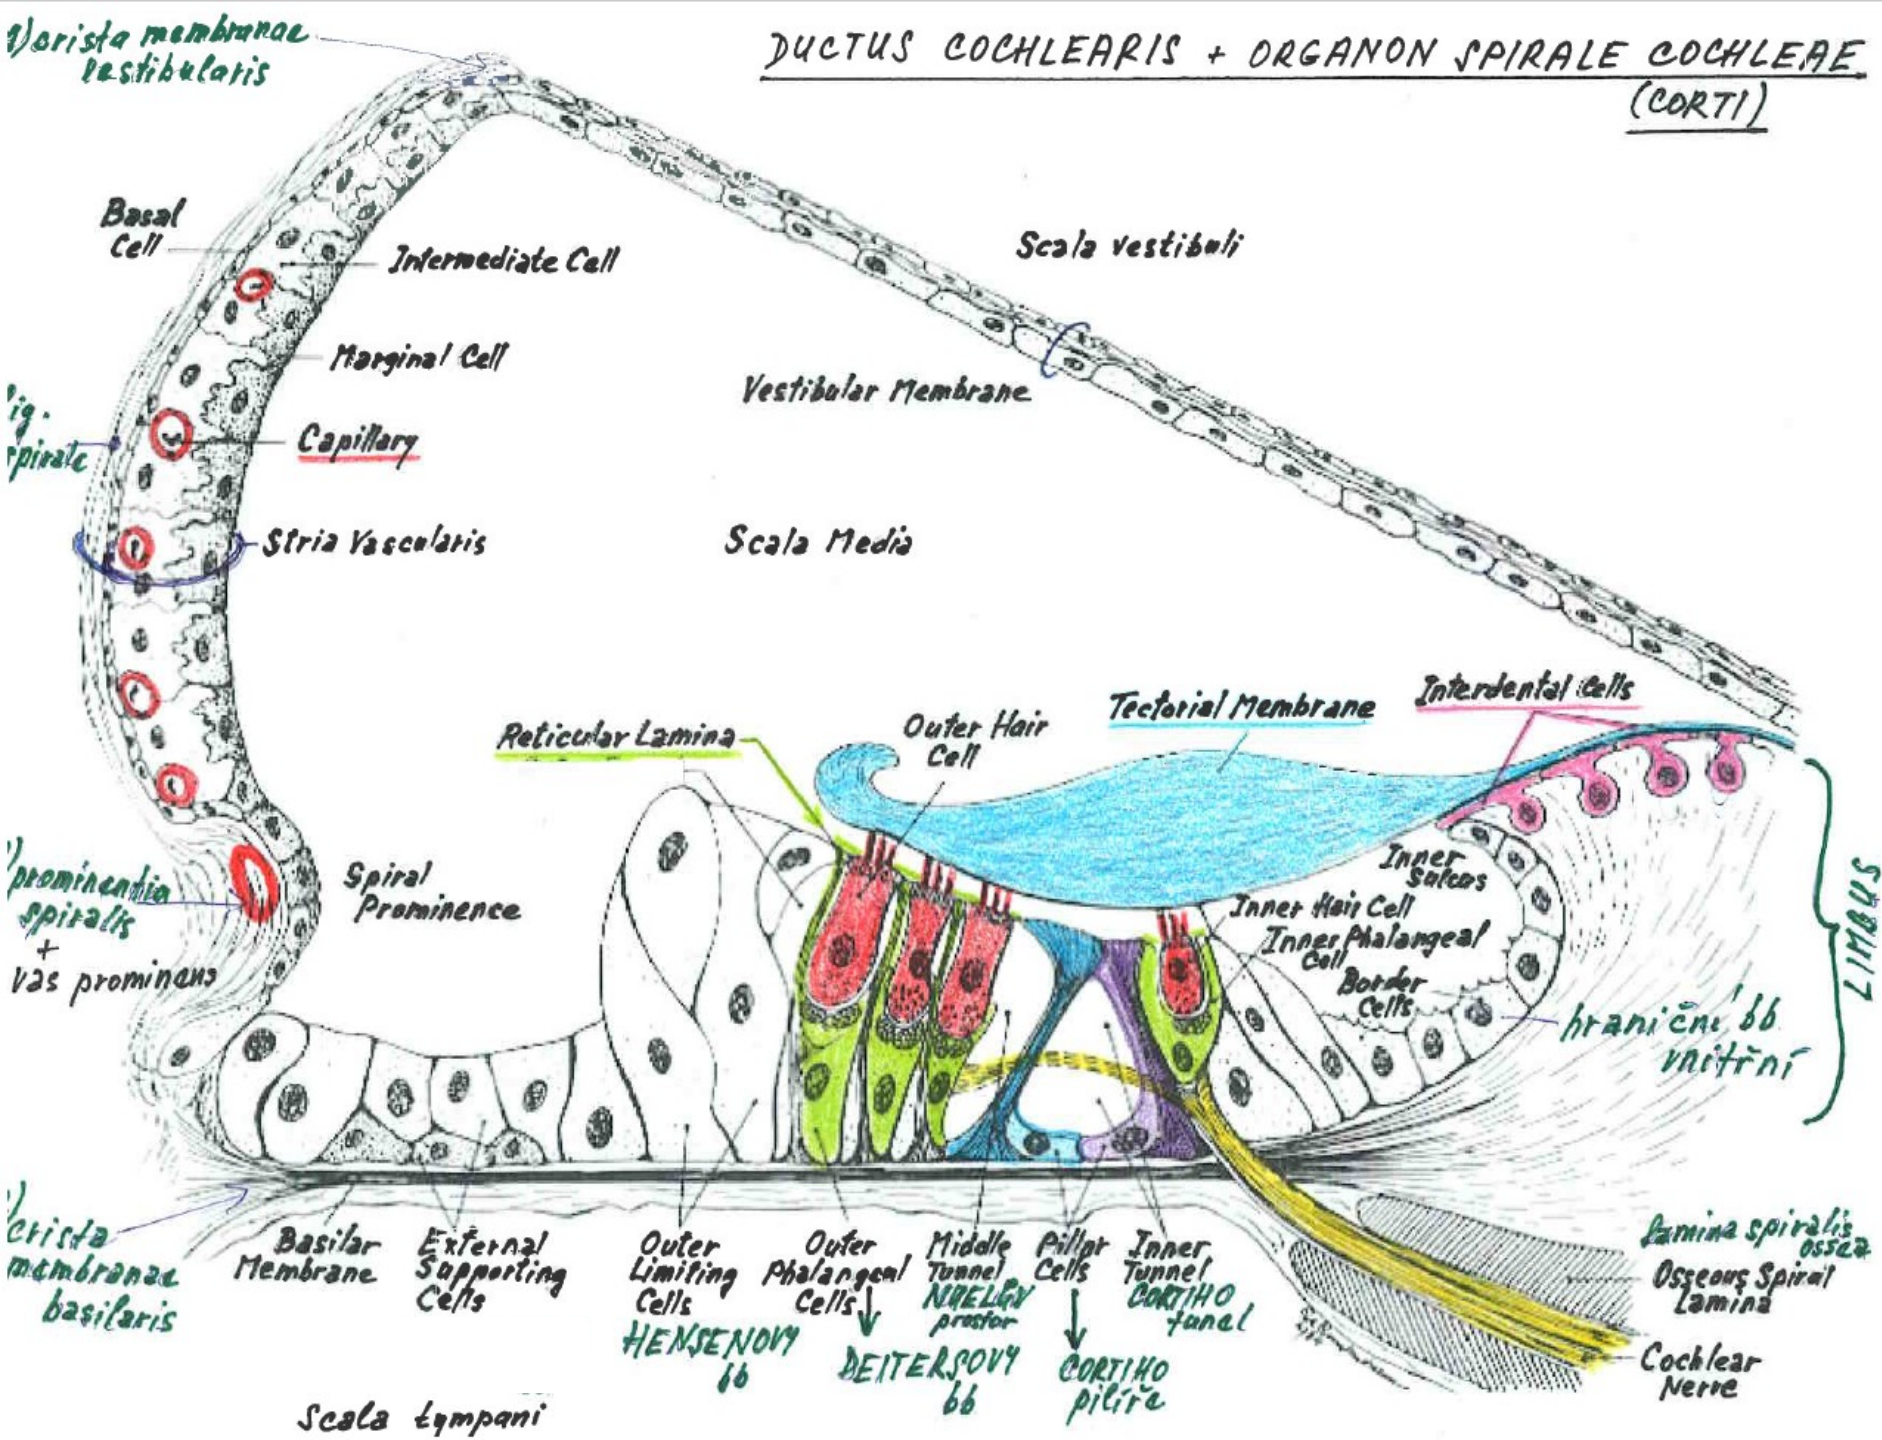 DUCTUS COCHLEARIS + ORGANON SPIRALE COCHLEAE
(CORTI)
crista membranae
vestibularis
Basal
Cell
Intermediate Cell
Scala vestibuli
Marginal Cell
Vestibular Membrane
lig.
spirale
Capillary
Stria Vascularis
Scala Media
Reticular Lamina
Outer Hair
Cell
Tectorial Membrane
Interdental Cells
prominentia
spiralis
+
vas prominens
Spiral
Prominence
Inner
Sulcus
Inner Hair Cell
Inner Phalangeal
Cell
Border
Cells
hraniční bb
vnitřní
LIMBUS
crista
membranae
basilaris
Basilar
Membrane
External
Supporting
Cells
Outer
Limiting
Cells
HENSENOVY
bb
Outer
Phalangeal
Cells
DEITERSOVY
bb
Middle
Tunnel
NUELŮV
prostor
Pillar
Cells
CORTIHO
pilíře
Inner
Tunnel
CORTIHO
tunel
Lamina spiralis
ossea
Osseous Spiral
Lamina
Cochlear
Nerve
Scala tympani